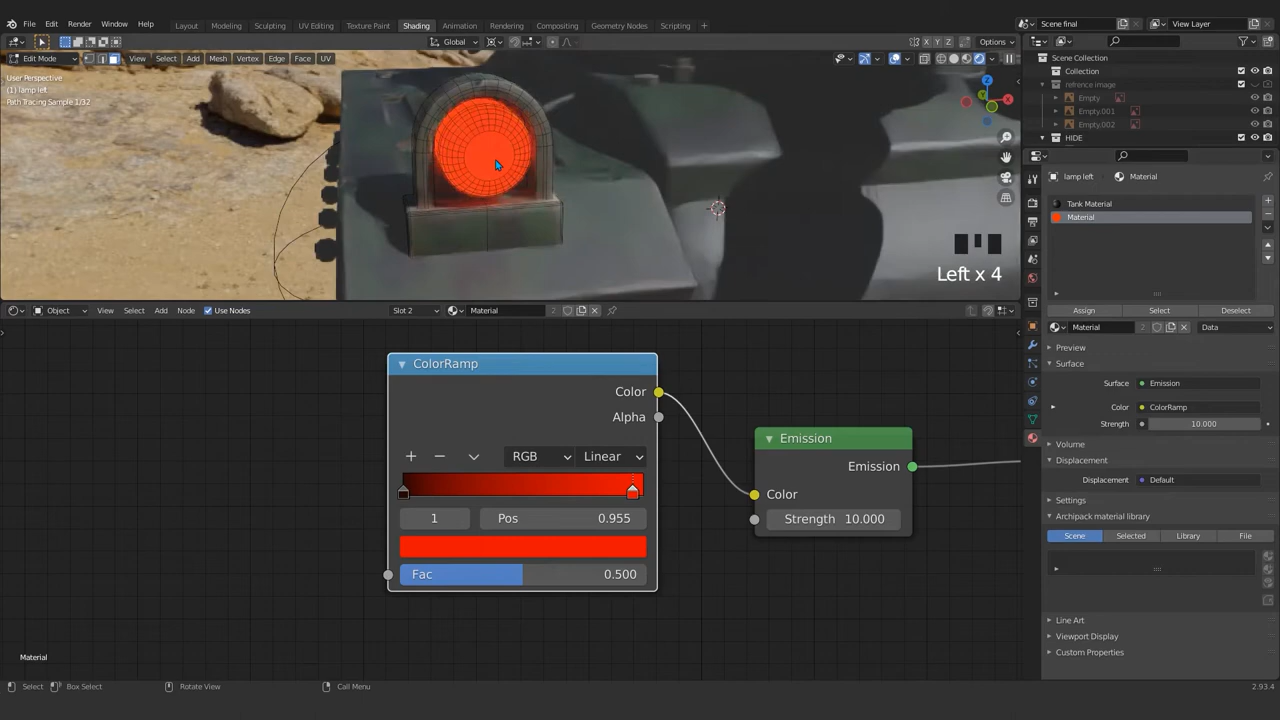 File Edit Render Window Help Layout Modeling Sculpting UV Editing Texture Paint Shading Animation Rendering Compositing Geometry Nodes Scripting + Scene final View Layer
Global Options
Edit Mode View Select Add Mesh Vertex Edge Face UV X Y Z
User Perspective
(1) lamp left
Path Tracing Sample 1/32
Z
X
Y
Left x 4
Scene Collection
Collection
refrence image
Empty
Empty.001
Empty.002
HIDE
lamp left Material
Tank Material
Material
Assign Select Deselect
Material 2 Data
Preview
Surface
Surface Emission
Color ColorRamp
Strength 10.000
Volume
Displacement
Displacement Default
Settings
Archipack material library
Scene Selected Library File
Line Art
Viewport Display
Custom Properties
Object View Select Add Node Use Nodes Slot 2 Material 2
ColorRamp
Color
Alpha
RGB Linear
1 Pos 0.955
Fac 0.500
Emission
Emission
Color
Strength 10.000
Material
Select Box Select Rotate View Call Menu 2.93.4